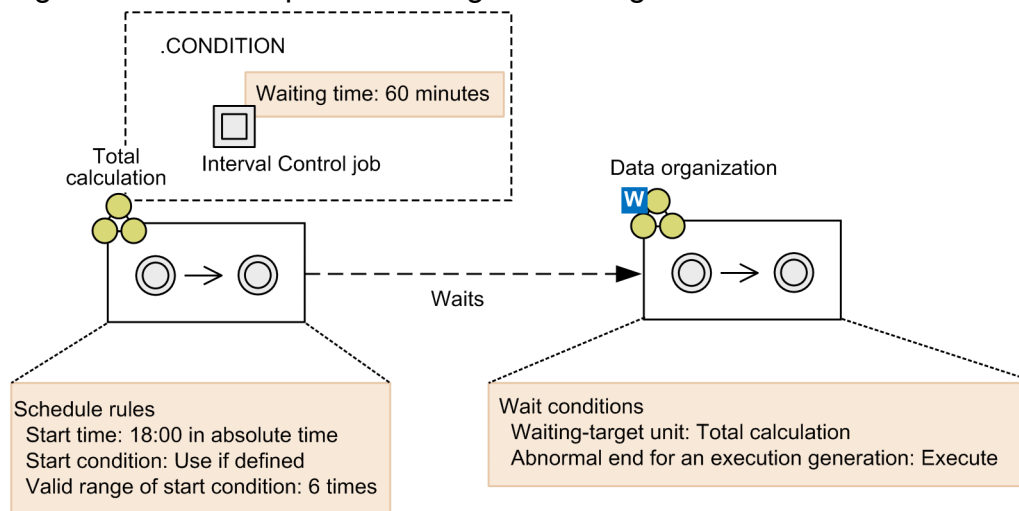 .CONDITION
Waiting time: 60 minutes
Interval Control job
Total
calculation
Data organization
W
Waits
Schedule rules
Start time: 18:00 in absolute time
Start condition: Use if defined
Valid range of start condition: 6 times
Wait conditions
Waiting-target unit: Total calculation
Abnormal end for an execution generation: Execute